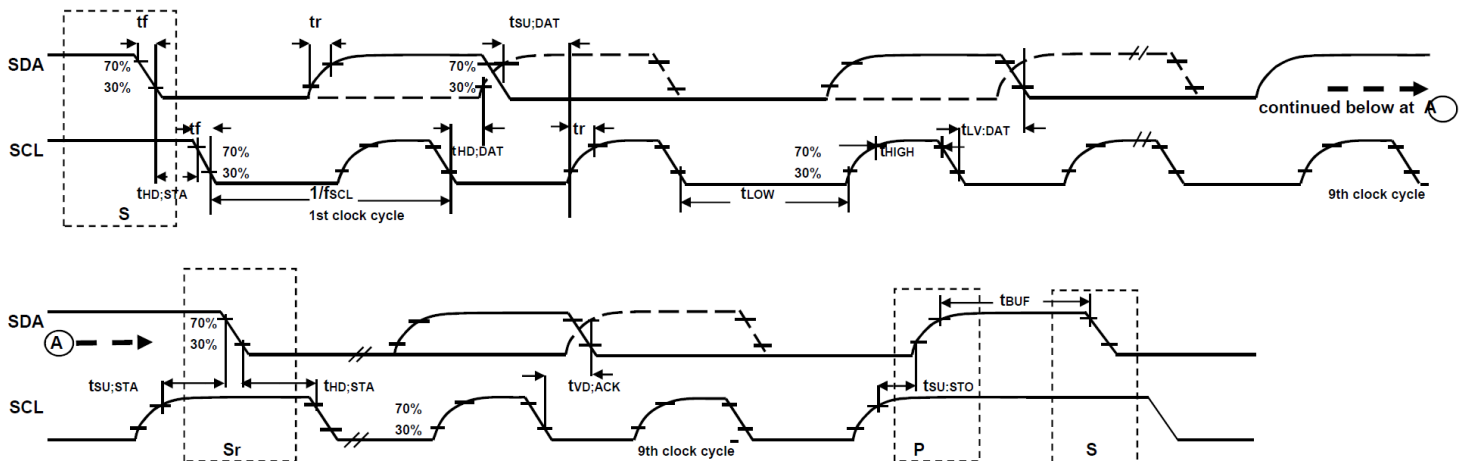 tf tr tSU;DAT
SDA 70% 70%
30% 30%
continued below at A
tf tHD;DAT tr tLV:DAT
SCL 70% 70% tHIGH
30% 30%
tHD;STA 1/fSCL tLOW
S 1st clock cycle 9th clock cycle
tBUF
SDA 70%
A 30%
tSU;STA tHD;STA tVD;ACK tSU:STO
SCL 70%
30%
Sr 9th clock cycle P S